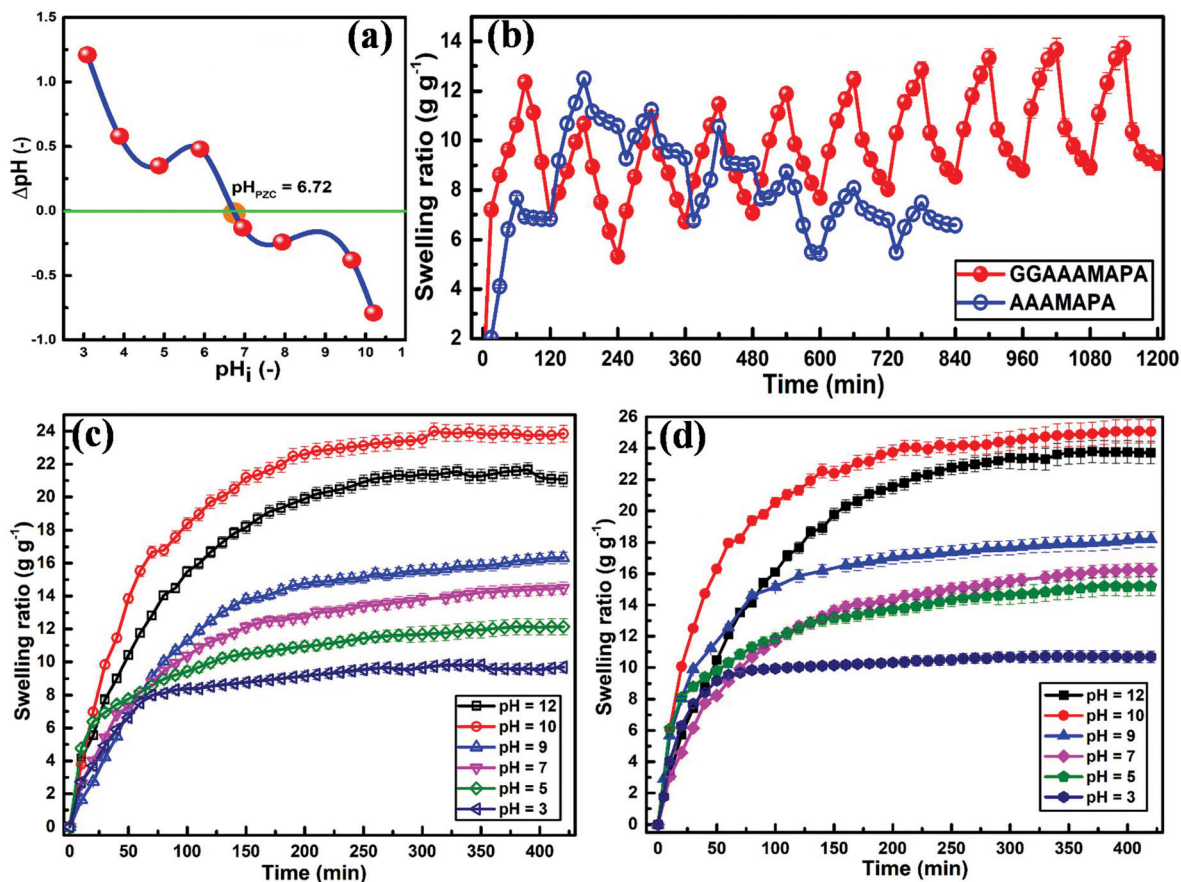 (a)
1.5
1.0
0.5
0.0
-0.5
-1.0
ΔpH (-)
pH_PZC = 6.72
3 4 5 6 7 8 9 10 1
pH_i (-)
(b)
14
12
10
8
6
4
2
Swelling ratio (g g⁻¹)
GGAAAMAPA
AAAMAPA
0 120 240 360 480 600 720 840 960 1080 1200
Time (min)
(c)
24
22
20
18
16
14
12
10
8
6
4
2
0
Swelling ratio (g g⁻¹)
pH = 12
pH = 10
pH = 9
pH = 7
pH = 5
pH = 3
0 50 100 150 200 250 300 350 400
Time (min)
(d)
26
24
22
20
18
16
14
12
10
8
6
4
2
0
Swelling ratio (g g⁻¹)
pH = 12
pH = 10
pH = 9
pH = 7
pH = 5
pH = 3
0 50 100 150 200 250 300 350 400
Time (min)